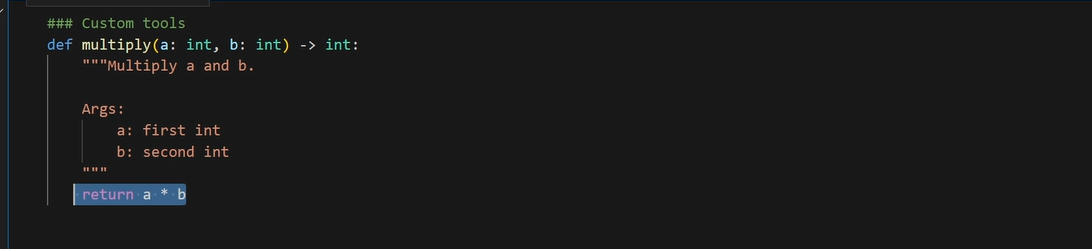 ### Custom tools
def multiply(a: int, b: int) -> int:
    """Multiply a and b.

    Args:
        a: first int
        b: second int
    """
    return a * b